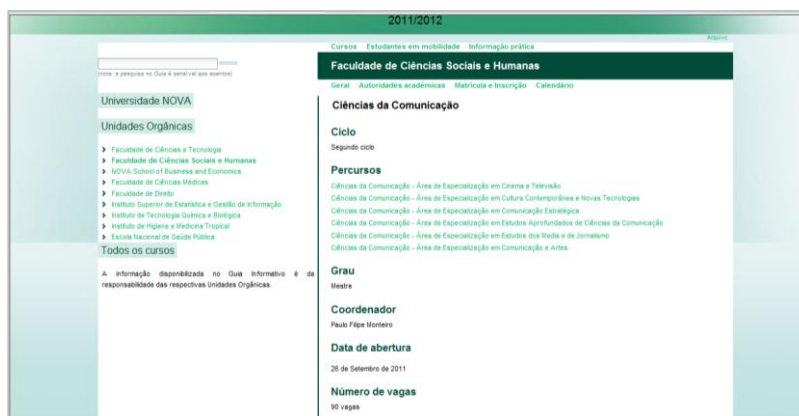 2011/2012
Arquivo
Cursos Estudantes em mobilidade Informação prática
(nota: a pesquisa no Guia é sensível aos acentos)
Universidade NOVA
Unidades Orgânicas
Faculdade de Ciências e Tecnologia
Faculdade de Ciências Sociais e Humanas
NOVA School of Business and Economics
Faculdade de Ciências Médicas
Faculdade de Direito
Instituto Superior de Estatística e Gestão de Informação
Instituto de Tecnologia Química e Biológica
Instituto de Higiene e Medicina Tropical
Escola Nacional de Saúde Pública
Todos os cursos
A informação disponibilizada no Guia Informativo é da
responsabilidade das respectivas Unidades Orgânicas.
Faculdade de Ciências Sociais e Humanas
Geral Autoridades académicas Matrícula e Inscrição Calendário
Ciências da Comunicação
Ciclo
Segundo ciclo
Percursos
Ciências da Comunicação - Área de Especialização em Cinema e Televisão
Ciências da Comunicação - Área de Especialização em Cultura Contemporânea e Novas Tecnologias
Ciências da Comunicação - Área de Especialização em Comunicação Estratégica
Ciências da Comunicação - Área de Especialização em Estudos Aprofundados de Ciências da Comunicação
Ciências da Comunicação - Área de Especialização em Estudos dos Media e do Jornalismo
Ciências da Comunicação - Área de Especialização em Comunicação e Artes
Grau
Mestre
Coordenador
Paulo Filipe Monteiro
Data de abertura
26 de Setembro de 2011
Número de vagas
90 vagas